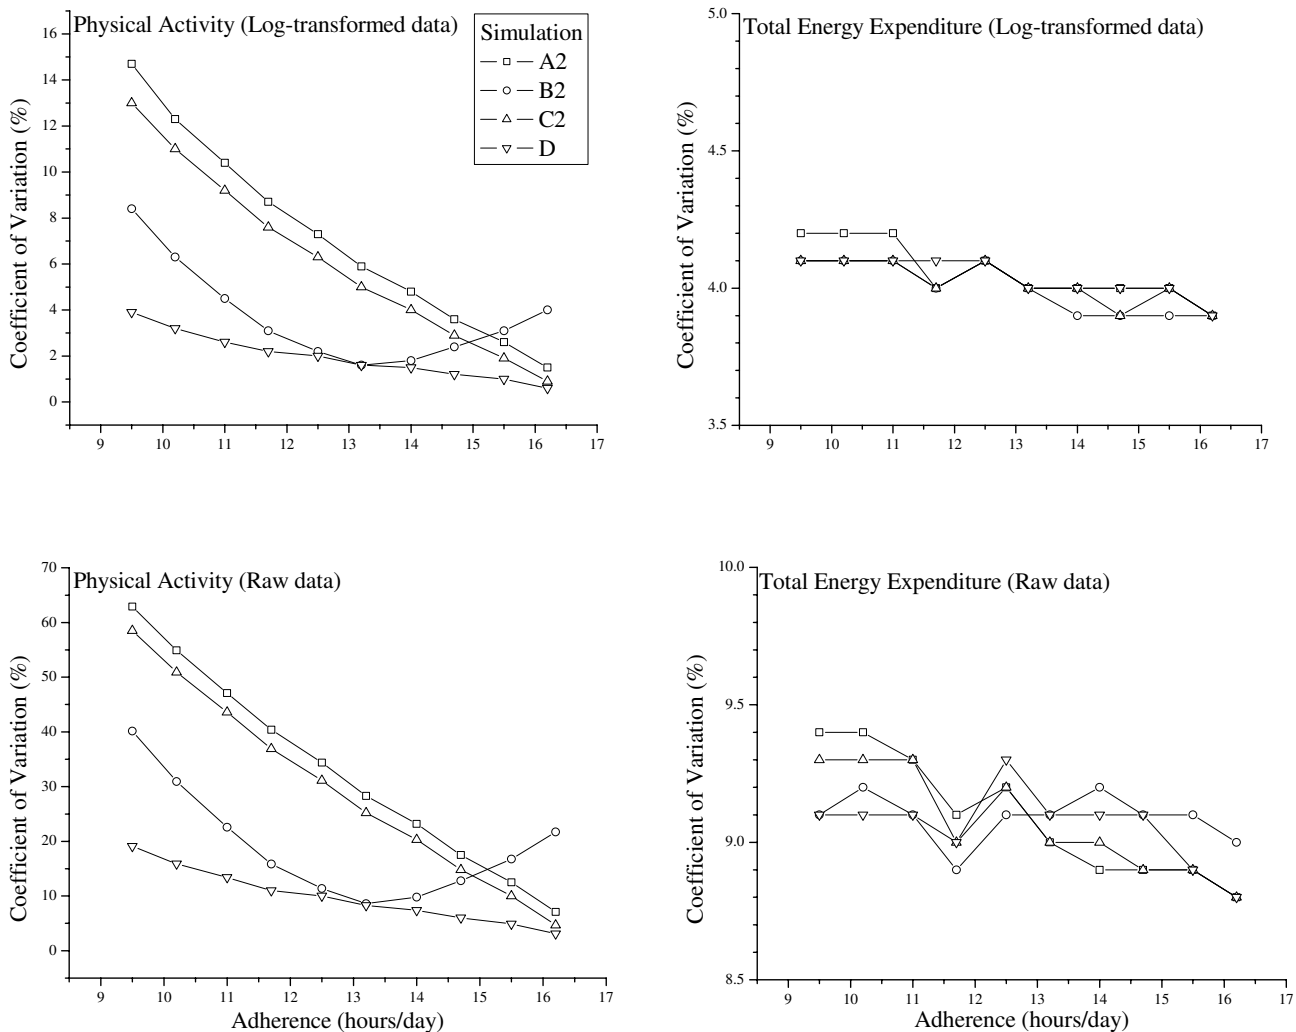 Physical Activity (Log-transformed data)
Simulation
A2
B2
C2
D
16
14
12
10
8
6
4
2
0
Coefficient of Variation (%)
9 10 11 12 13 14 15 16 17
Total Energy Expenditure (Log-transformed data)
5.0
4.5
4.0
3.5
Coefficient of Variation (%)
9 10 11 12 13 14 15 16 17
Physical Activity (Raw data)
70
60
50
40
30
20
10
0
Coefficient of Variation (%)
9 10 11 12 13 14 15 16 17
Adherence (hours/day)
Total Energy Expenditure (Raw data)
10.0
9.5
9.0
8.5
Coefficient of Variation (%)
9 10 11 12 13 14 15 16 17
Adherence (hours/day)